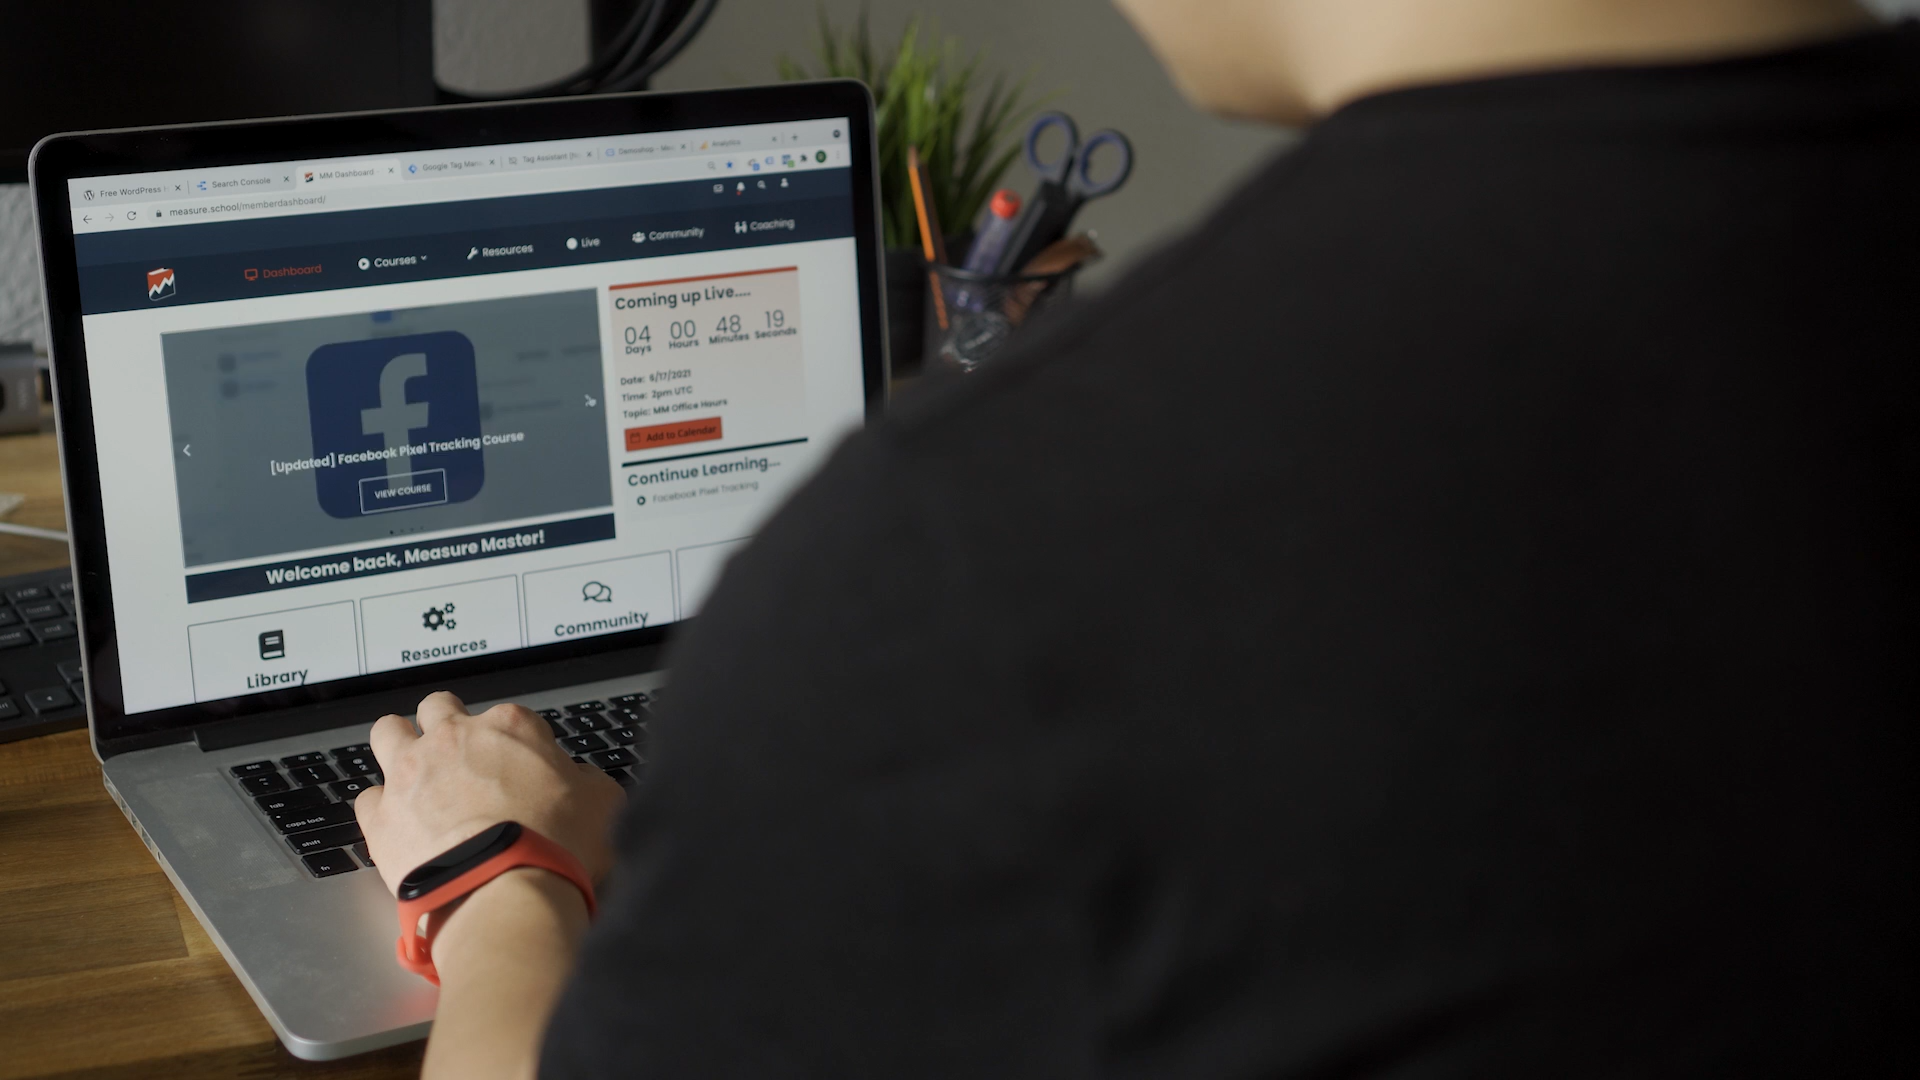 Free WordPress
Search Console
MM Dashboard
Google Tag Man
Tag Assistant
Demoshop
Analytics
measure.school/memberdashboard/
Dashboard
Courses
Resources
Live
Community
Coaching
[Updated] Facebook Pixel Tracking Course
VIEW COURSE
Welcome back, Measure Master!
Coming up Live....
04 00 48 19
Days Hours Minutes Seconds
Date: 6/17/2021
Time: 2pm UTC
Topic: MM Office Hours
Add to Calendar
Continue Learning...
Facebook Pixel Tracking
Library
Resources
Community
esc
tab
caps lock
shift
fn
Q
Y
U
H